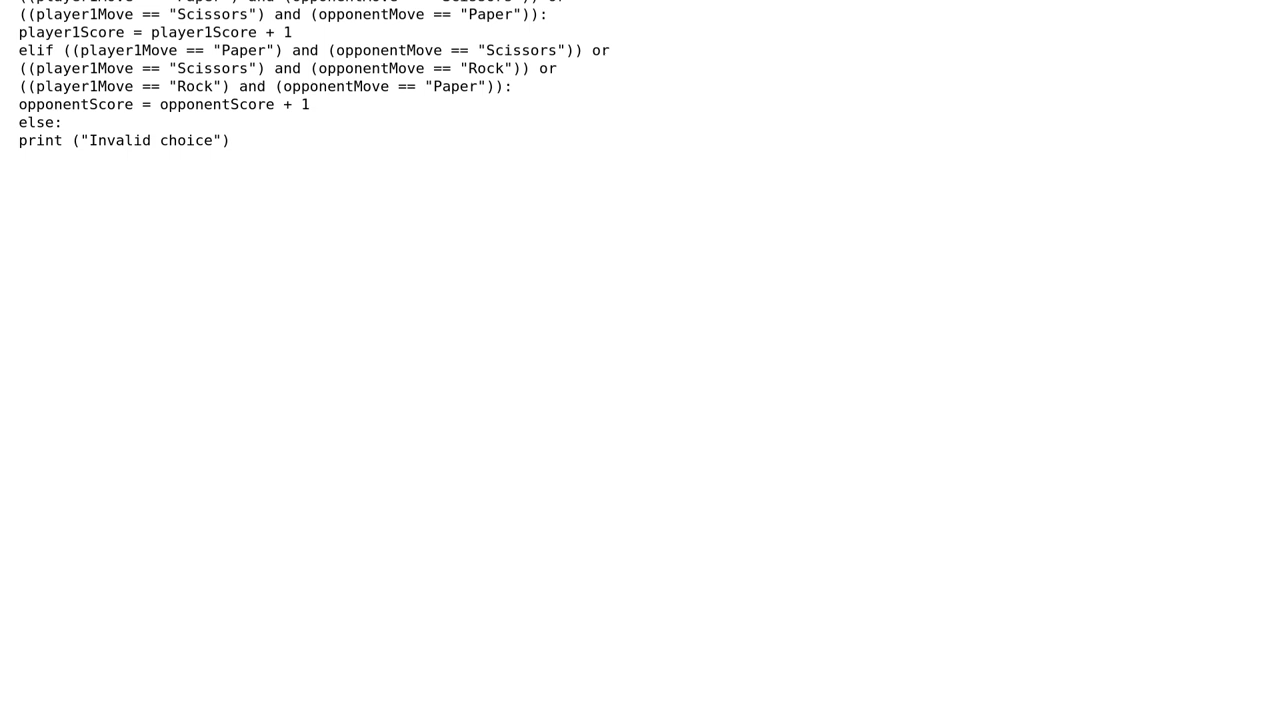 ((player1Move == "Scissors") and (opponentMove == "Paper")):
player1Score = player1Score + 1
elif ((player1Move == "Paper") and (opponentMove == "Scissors")) or
((player1Move == "Scissors") and (opponentMove == "Rock")) or
((player1Move == "Rock") and (opponentMove == "Paper")):
opponentScore = opponentScore + 1
else:
print ("Invalid choice")